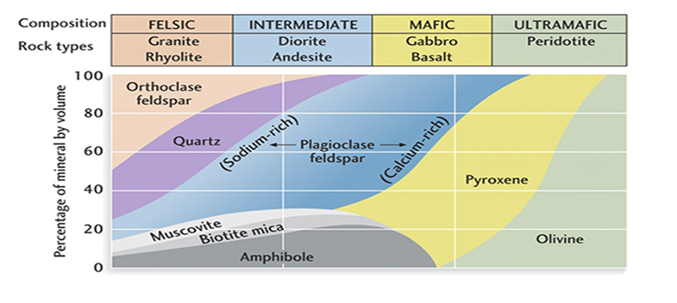 Composition FELSIC INTERMEDIATE MAFIC ULTRAMAFIC
Rock types Granite Diorite Gabbro Peridotite
Rhyolite Andesite Basalt
Percentage of mineral by volume
100
80
60
40
20
0
Orthoclase
feldspar
Quartz
(Sodium-rich)
Plagioclase
feldspar
(Calcium-rich)
Pyroxene
Muscovite
Biotite mica
Amphibole
Olivine